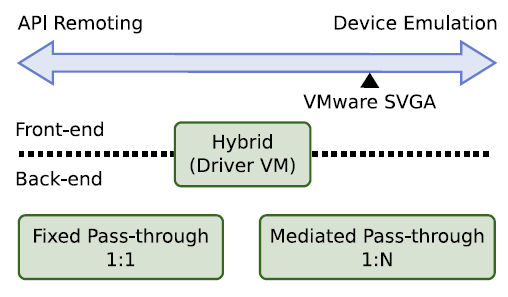 API Remoting
Device Emulation
VMware SVGA
Front-end
Hybrid
(Driver VM)
Back-end
Fixed Pass-through
1:1
Mediated Pass-through
1:N